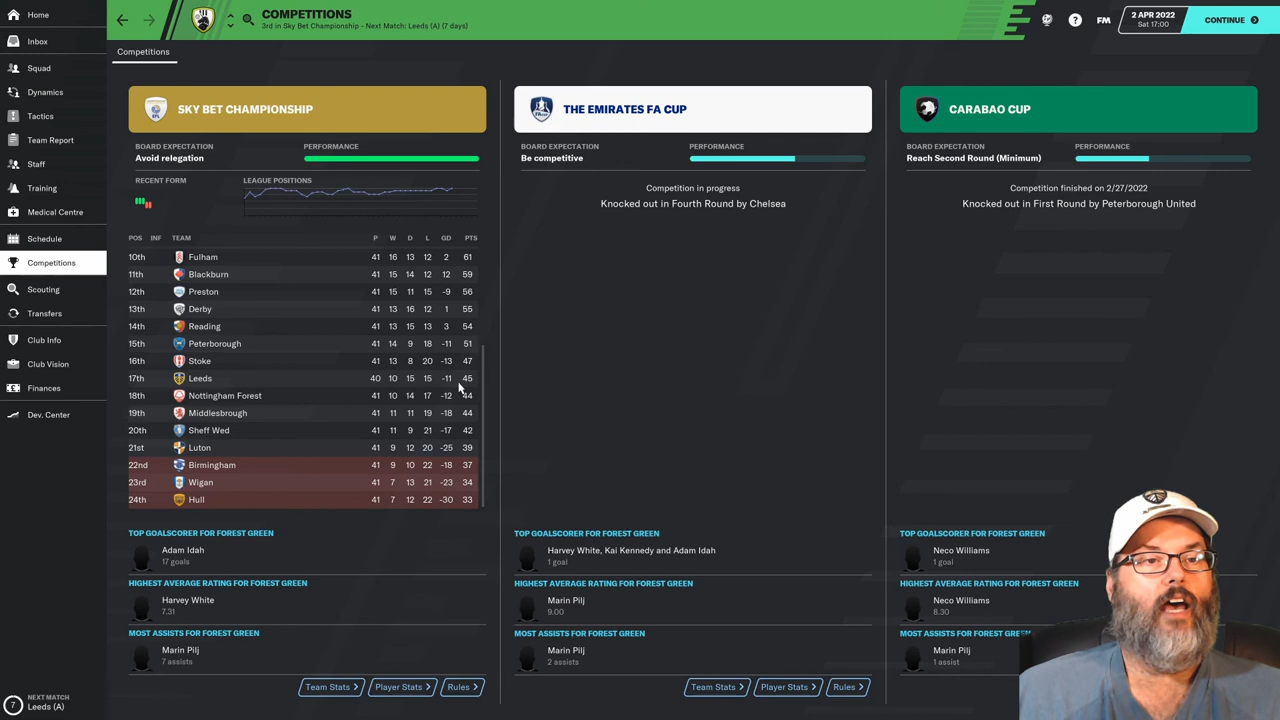 Home
COMPETITIONS
3rd in Sky Bet Championship - Next Match: Leeds (A) (7 days)
FM
2 APR 2022
Sat 17:00
CONTINUE
Inbox
Squad
Dynamics
Tactics
Team Report
Staff
Training
Medical Centre
Schedule
Competitions
Scouting
Transfers
Club Info
Club Vision
Finances
Dev. Center
NEXT MATCH
7 Leeds (A)
Competitions
SKY BET CHAMPIONSHIP
BOARD EXPECTATION PERFORMANCE
Avoid relegation
RECENT FORM LEAGUE POSITIONS
POS INF TEAM P W D L GD PTS
10th Fulham 41 16 13 12 2 61
11th Blackburn 41 15 14 12 12 59
12th Preston 41 15 11 15 -9 56
13th Derby 41 13 16 12 1 55
14th Reading 41 13 15 13 3 54
15th Peterborough 41 14 9 18 -11 51
16th Stoke 41 13 8 20 -13 47
17th Leeds 40 10 15 15 -11 45
18th Nottingham Forest 41 10 14 17 -12 44
19th Middlesbrough 41 11 11 19 -18 44
20th Sheff Wed 41 11 9 21 -17 42
21st Luton 41 9 12 20 -25 39
22nd Birmingham 41 9 10 22 -18 37
23rd Wigan 41 7 13 21 -23 34
24th Hull 41 7 12 22 -30 33
TOP GOALSCORER FOR FOREST GREEN
Adam Idah
17 goals
HIGHEST AVERAGE RATING FOR FOREST GREEN
Harvey White
7.31
MOST ASSISTS FOR FOREST GREEN
Marin Pilj
7 assists
Team Stats Player Stats Rules
THE EMIRATES FA CUP
BOARD EXPECTATION PERFORMANCE
Be competitive
Competition in progress
Knocked out in Fourth Round by Chelsea
TOP GOALSCORER FOR FOREST GREEN
Harvey White, Kai Kennedy and Adam Idah
1 goal
HIGHEST AVERAGE RATING FOR FOREST GREEN
Marin Pilj
9.00
MOST ASSISTS FOR FOREST GREEN
Marin Pilj
2 assists
Team Stats Player Stats Rules
CARABAO CUP
BOARD EXPECTATION PERFORMANCE
Reach Second Round (Minimum)
Competition finished on 2/27/2022
Knocked out in First Round by Peterborough United
TOP GOALSCORER FOR FOREST GREEN
Neco Williams
1 goal
HIGHEST AVERAGE RATING FOR FOREST GREEN
Neco Williams
8.30
MOST ASSISTS FOR FOREST
Marin Pilj
1 assist
Team Stats Player Stats